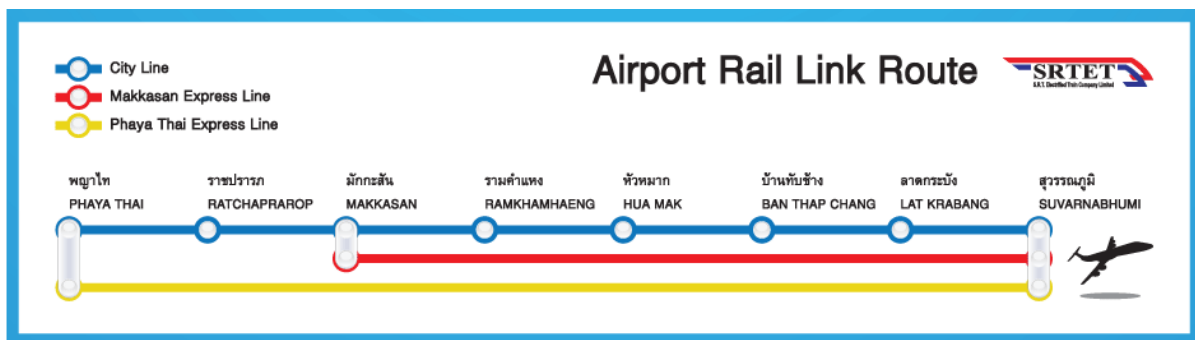 City Line
Makkasan Express Line
Phaya Thai Express Line
Airport Rail Link Route
SRTET
S.R.T. Electrified Train Company Limited
พญาไท
PHAYA THAI
ราชปรารภ
RATCHAPRAROP
มักกะสัน
MAKKASAN
รามคำแหง
RAMKHAMHAENG
หัวหมาก
HUA MAK
บ้านทับช้าง
BAN THAP CHANG
ลาดกระบัง
LAT KRABANG
สุวรรณภูมิ
SUVARNABHUMI